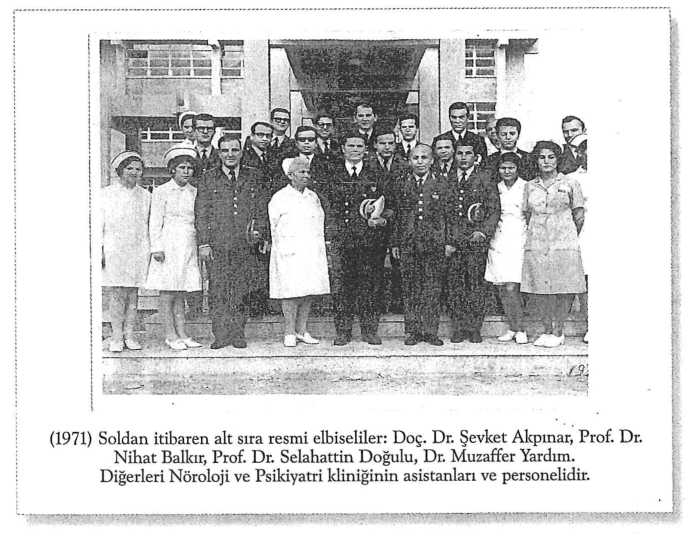 197
(1971) Soldan itibaren alt sıra resmi elbiseliler: Doç. Dr. Şevket Akpınar, Prof. Dr.
Nihat Balkır, Prof. Dr. Selahattin Doğulu, Dr. Muzaffer Yardım.
Diğerleri Nöroloji ve Psikiyatri kliniğinin asistanları ve personelidir.